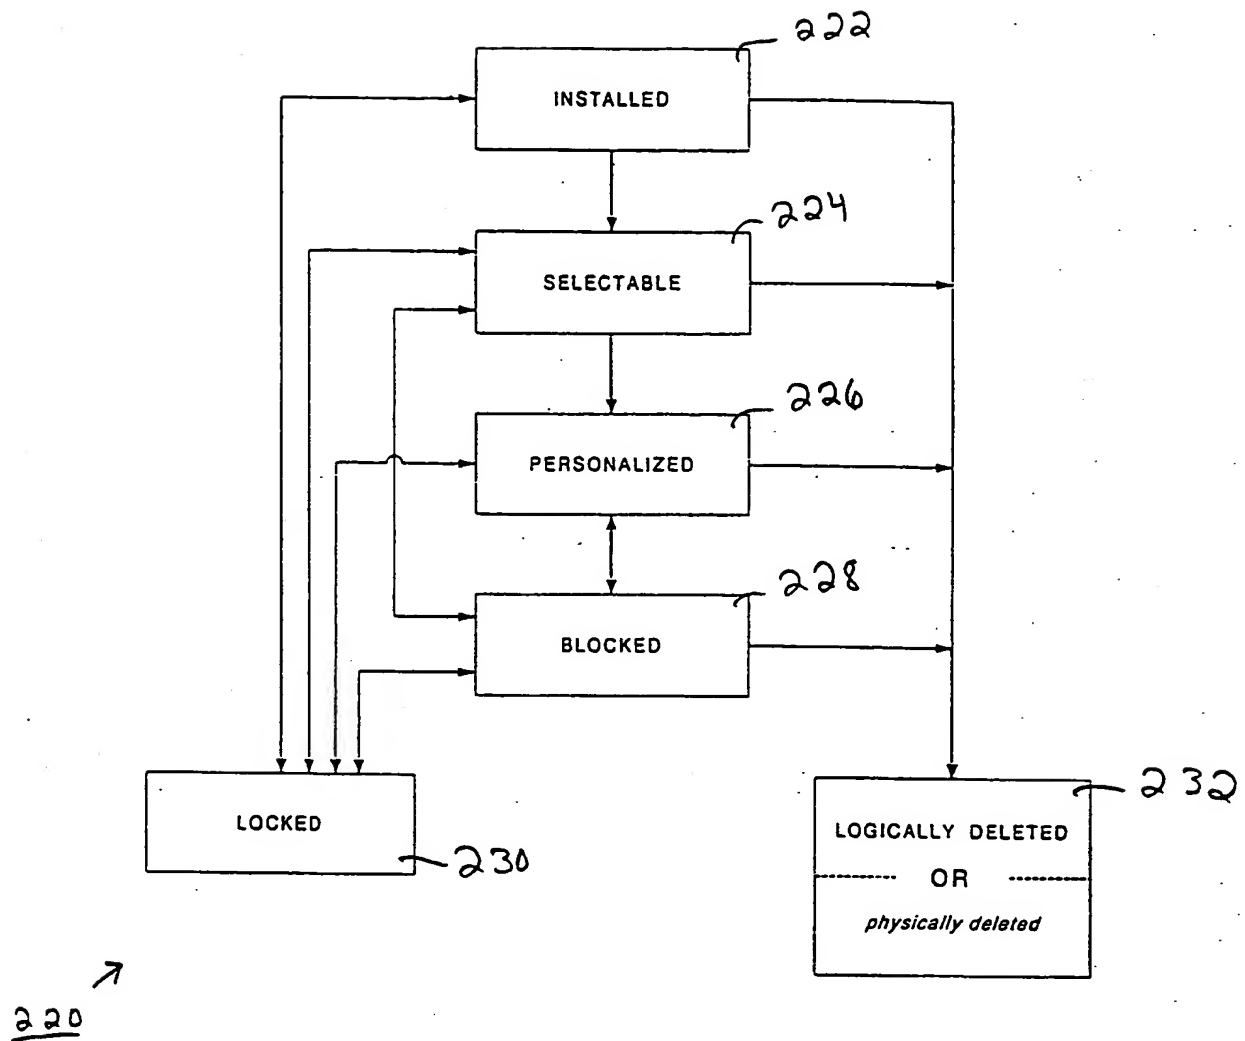 222
INSTALLED
224
SELECTABLE
226
PERSONALIZED
228
BLOCKED
232
LOCKED
230
LOGICALLY DELETED
OR
physically deleted
220